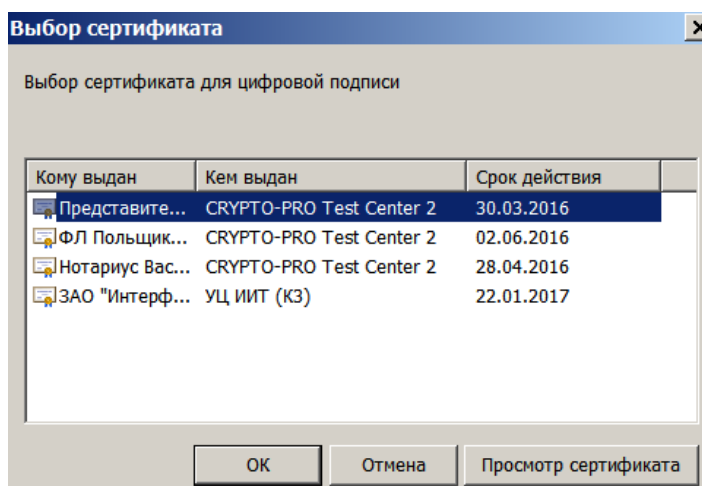 Выбор сертификата
Выбор сертификата для цифровой подписи
Кому выдан Кем выдан Срок действия
Представите... CRYPTO-PRO Test Center 2 30.03.2016
ФЛ Польщик... CRYPTO-PRO Test Center 2 02.06.2016
Нотариус Вас... CRYPTO-PRO Test Center 2 28.04.2016
ЗАО "Интерф... УЦ ИИТ (К3) 22.01.2017
ОК Отмена Просмотр сертификата